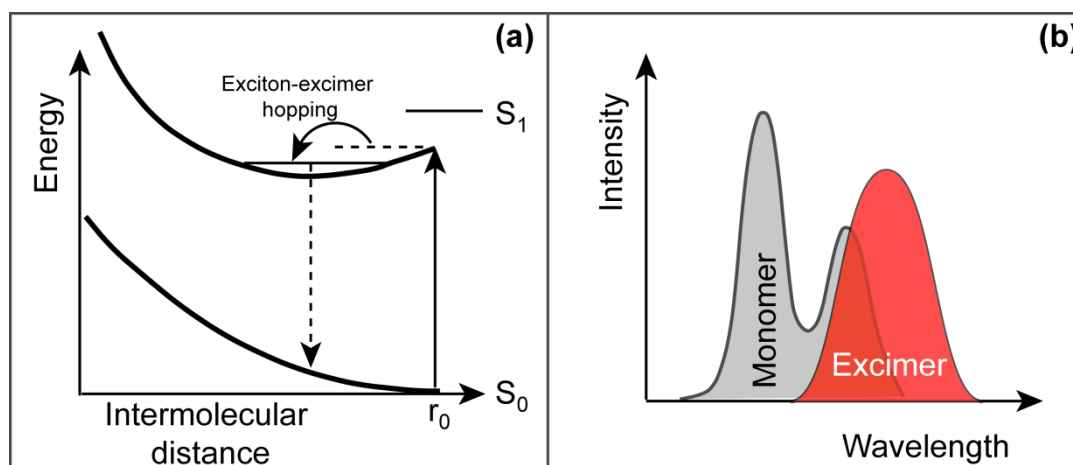 (a)
Exciton-excimer
hopping
S₁
Energy
S₀
r₀
Intermolecular
distance
(b)
Intensity
Monomer
Excimer
Wavelength